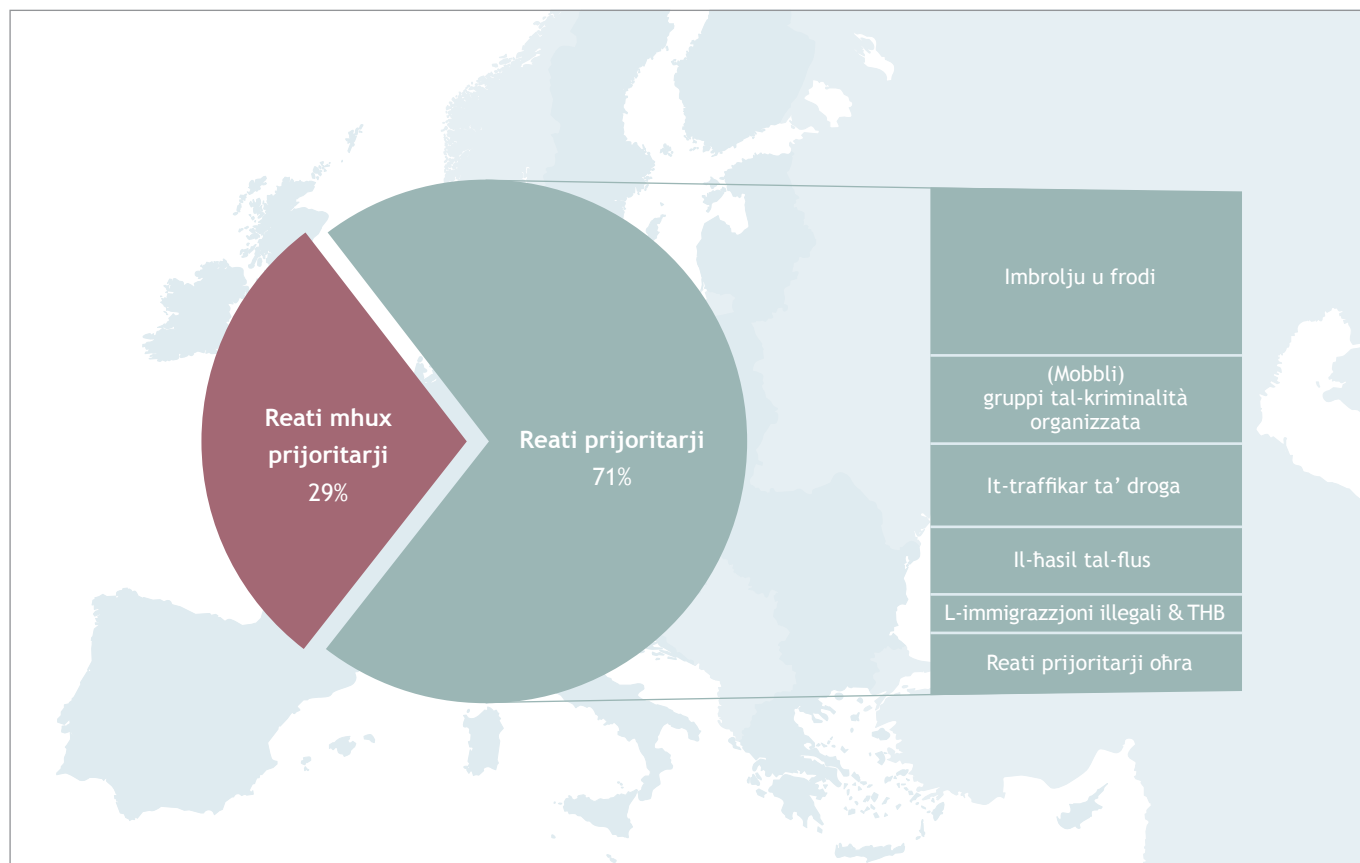 Reati mhux
prijoritarji
29%
Reati prijoritarji
71%
Imbrolju u frodi
(Mobbli)
gruppi tal-kriminalità
organizzata
It-traffikar ta’ droga
Il-ħasil tal-flus
L-immigrazzjoni illegali & THB
Reati prijoritarji oħra